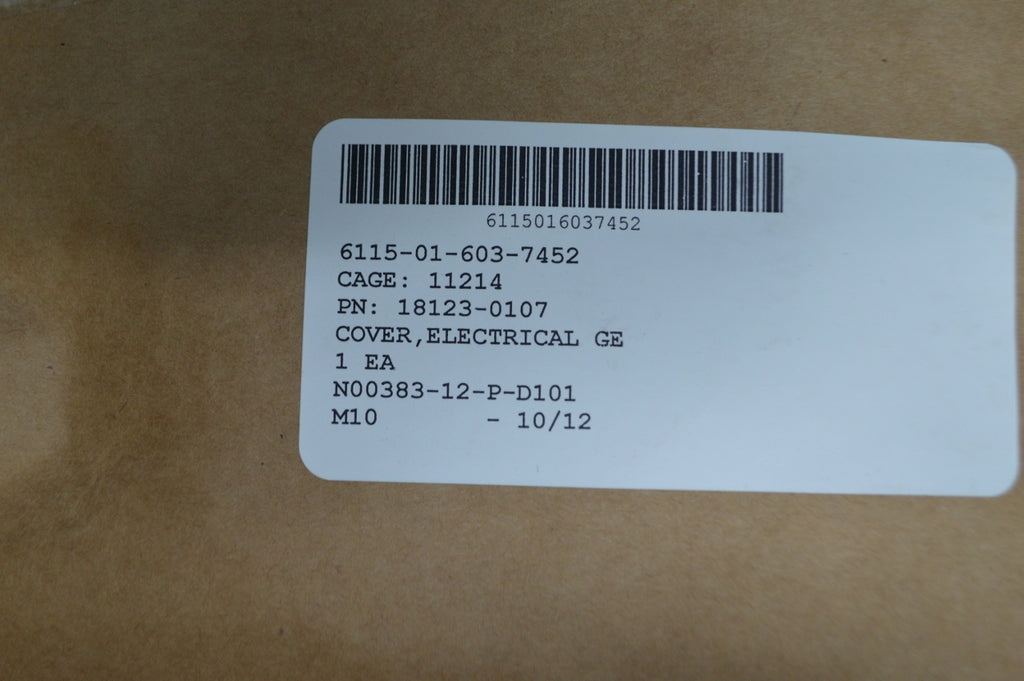 6115016037452
6115-01-603-7452
CAGE: 11214
PN: 18123-0107
COVER,ELECTRICAL GE
1 EA
N00383-12-P-D101
M10 - 10/12